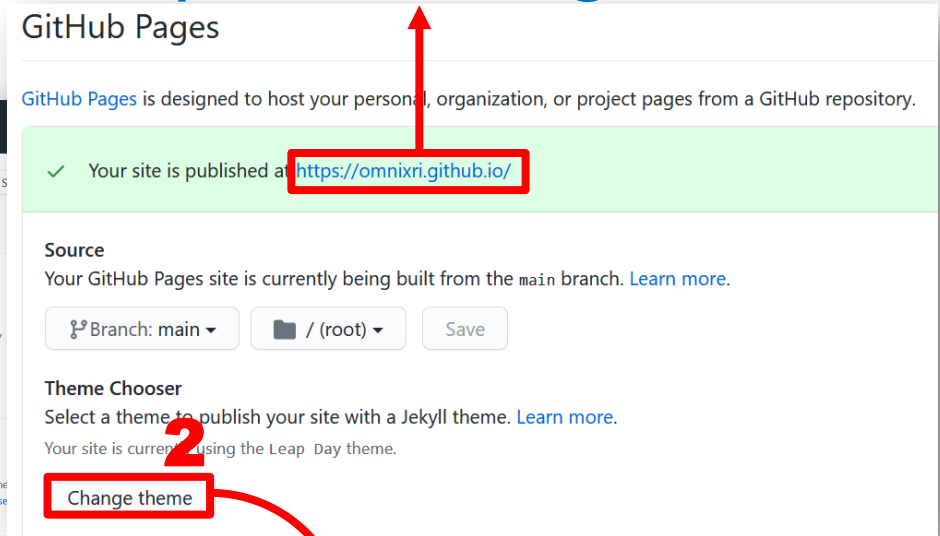 GitHub Pages
GitHub Pages is designed to host your personal, organization, or project pages from a GitHub repository.
Your site is published at https://omnixri.github.io/
Source
Your GitHub Pages site is currently being built from the main branch. Learn more.
Branch: main
/ (root)
Save
Theme Chooser
Select a theme to publish your site with a Jekyll theme. Learn more.
Your site is currently using the Leap Day theme.
2
Change theme